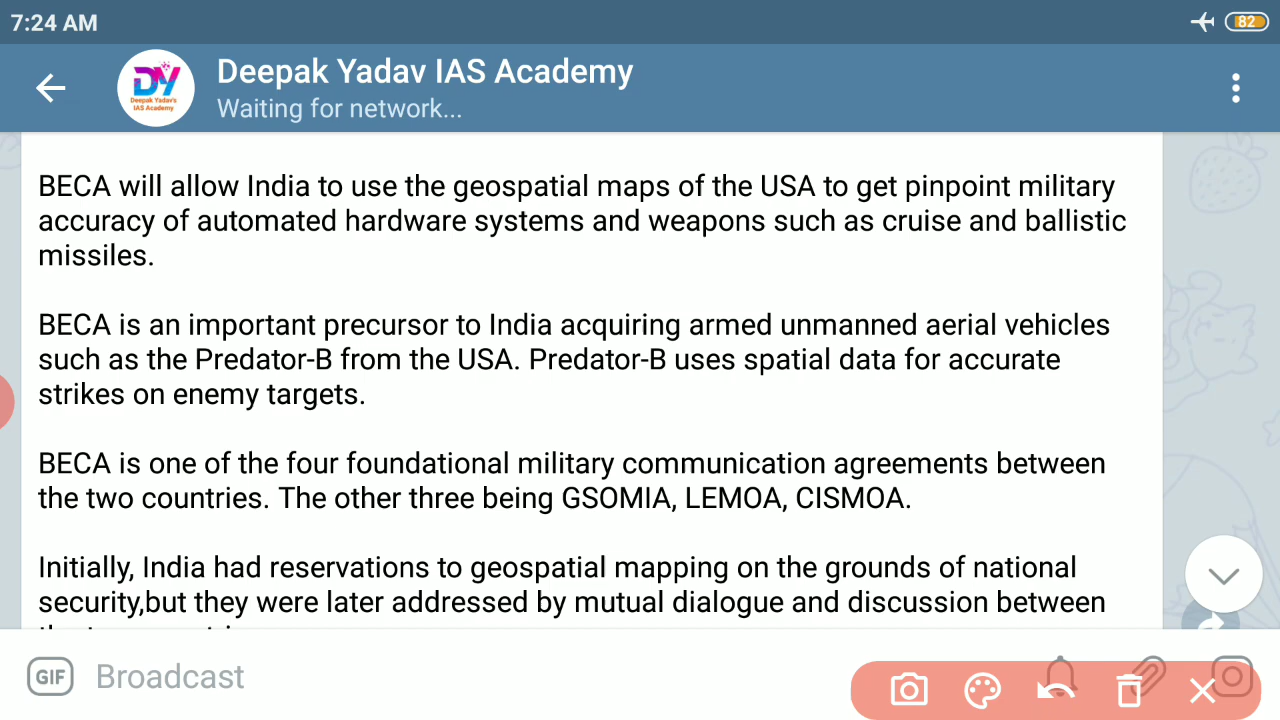 7:24 AM
82
DY
Deepak Yadav's
IAS Academy
Deepak Yadav IAS Academy
Waiting for network...
BECA will allow India to use the geospatial maps of the USA to get pinpoint military
accuracy of automated hardware systems and weapons such as cruise and ballistic
missiles.
BECA is an important precursor to India acquiring armed unmanned aerial vehicles
such as the Predator-B from the USA. Predator-B uses spatial data for accurate
strikes on enemy targets.
BECA is one of the four foundational military communication agreements between
the two countries. The other three being GSOMIA, LEMOA, CISMOA.
Initially, India had reservations to geospatial mapping on the grounds of national
security,but they were later addressed by mutual dialogue and discussion between
GIF
Broadcast